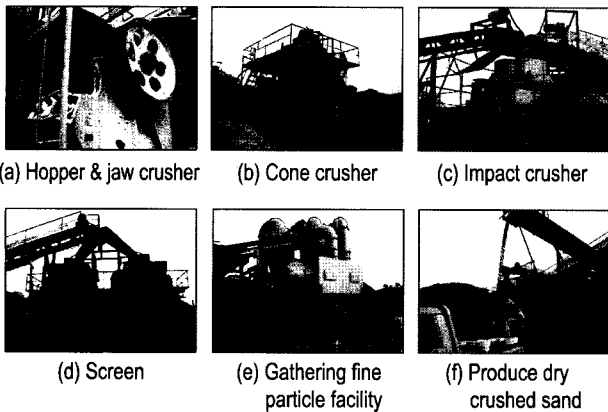 (a) Hopper & jaw crusher
(b) Cone crusher
(c) Impact crusher
(d) Screen
(e) Gathering fine
particle facility
(f) Produce dry
crushed sand